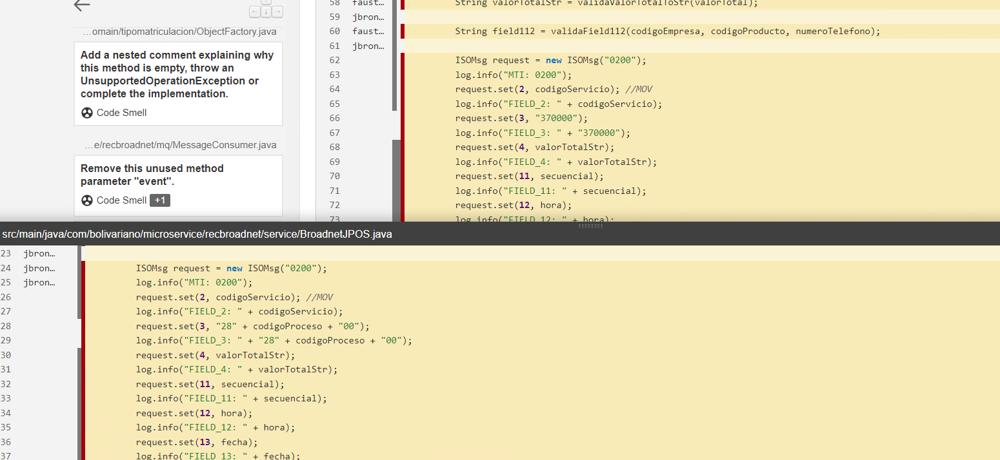 …omain/tipomatriculacion/ObjectFactory.java
Add a nested comment explaining why
this method is empty, throw an
UnsupportedOperationException or
complete the implementation.
Code Smell
…e/recbroadnet/mq/MessageConsumer.java
Remove this unused method
parameter "event".
Code Smell +1
58 faust… String valorTotalStr = validaValorTotalToStr(valorTotal);
59 jbron…
60 faust… String field112 = validaField112(codigoEmpresa, codigoProducto, numeroTelefono);
61 jbron…
62 ISOMsg request = new ISOMsg("0200");
63 log.info("MTI: 0200");
64 request.set(2, codigoServicio); //MOV
65 log.info("FIELD_2: " + codigoServicio);
66 request.set(3, "370000");
67 log.info("FIELD_3: " + "370000");
68 request.set(4, valorTotalStr);
69 log.info("FIELD_4: " + valorTotalStr);
70 request.set(11, secuencial);
71 log.info("FIELD_11: " + secuencial);
72 request.set(12, hora);
73 log.info("FIELD_12: " + hora);
src/main/java/com/bolivariano/microservice/recbroadnet/service/BroadnetJPOS.java
23 jbron…
24 jbron… ISOMsg request = new ISOMsg("0200");
25 jbron… log.info("MTI: 0200");
26 request.set(2, codigoServicio); //MOV
27 log.info("FIELD_2: " + codigoServicio);
28 request.set(3, "28" + codigoProceso + "00");
29 log.info("FIELD_3: " + "28" + codigoProceso + "00");
30 request.set(4, valorTotalStr);
31 log.info("FIELD_4: " + valorTotalStr);
32 request.set(11, secuencial);
33 log.info("FIELD_11: " + secuencial);
34 request.set(12, hora);
35 log.info("FIELD_12: " + hora);
36 request.set(13, fecha);
37 log.info("FIELD_13: " + fecha);